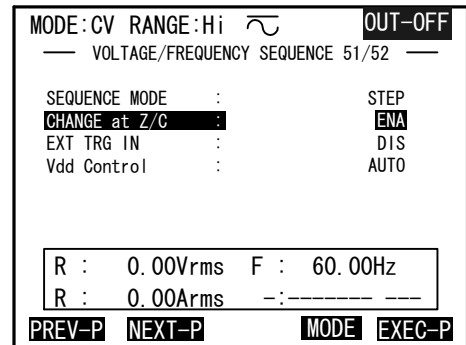 MODE:CV RANGE:Hi OUT-OFF
VOLTAGE/FREQUENCY SEQUENCE 51/52
SEQUENCE MODE : STEP
CHANGE at Z/C : ENA
EXT TRG IN : DIS
Vdd Control : AUTO
R : 0.00Vrms F : 60.00Hz
R : 0.00Arms -:------- ---
PREV-P NEXT-P MODE EXEC-P